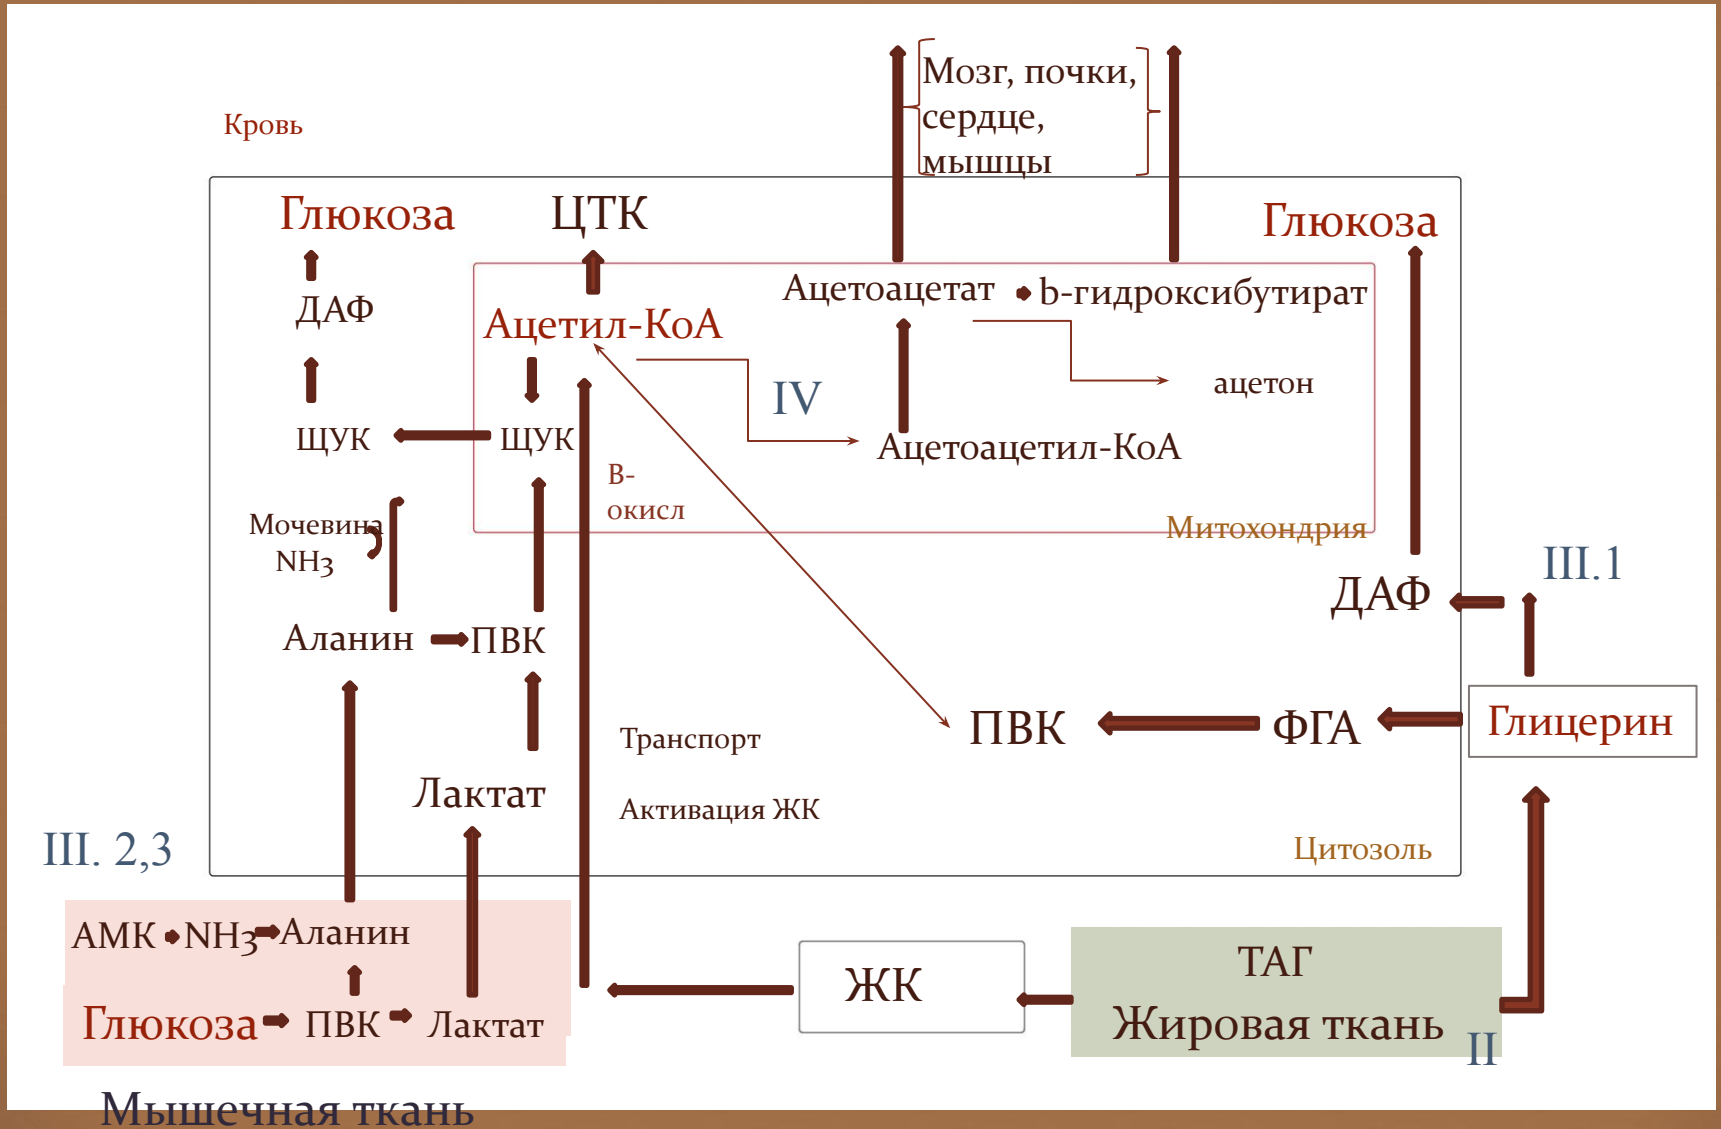 Мозг, почки,
сердце,
мышцы
Кровь
Глюкоза
ЦТК
Глюкоза
Ацетоацетат
b-гидроксибутират
ДАФ
Ацетил-КоА
IV
ацетон
ЩУК
ЩУК
Ацетоацетил-КоА
В-
окисл
Мочевина
NH3
Митохондрия
III.1
ДАФ
Аланин
ПВК
ПВК
ФГА
Глицерин
Транспорт
Лактат
Активация ЖК
III. 2,3
Цитозоль
АМК
NH3
Аланин
ТАГ
ЖК
Глюкоза
ПВК
Лактат
Жировая ткань
II
Мышечная ткань